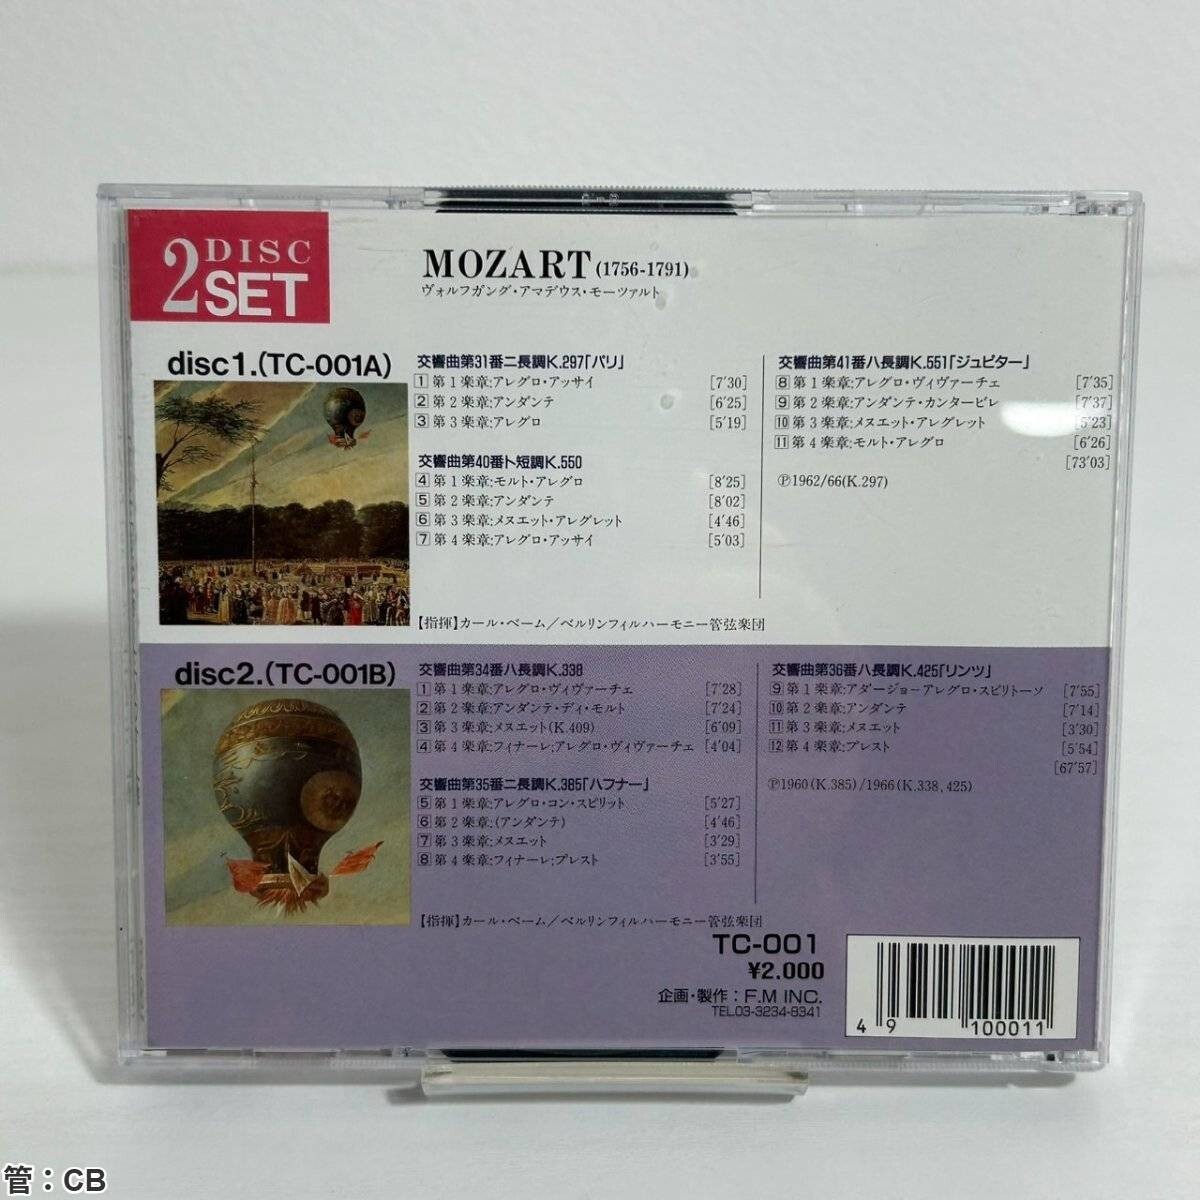 2 DISC
SET
MOZART (1756-1791)
ヴォルフガング・アマデウス・モーツァルト
disc1.(TC-001A)
交響曲第31番ニ長調K.297「パリ」
1 第1楽章:アレグロ・アッサイ [7'30]
2 第2楽章:アンダンテ [6'25]
3 第3楽章:アレグロ [5'19]
交響曲第40番ト短調K.550
4 第1楽章:モルト・アレグロ [8'25]
5 第2楽章:アンダンテ [8'02]
6 第3楽章:メヌエット・アレグレット [4'46]
7 第4楽章:アレグロ・アッサイ [5'03]
交響曲第41番ハ長調K.551「ジュピター」
8 第1楽章:アレグロ・ヴィヴァーチェ [7'35]
9 第2楽章:アンダンテ・カンタービレ [7'37]
10 第3楽章:メヌエット・アレグレット [5'23]
11 第4楽章:モルト・アレグロ [6'26]
[73'03]
Ⓟ1962/66(K.297)
【指揮】カール・ベーム/ベルリンフィルハーモニー管弦楽団
disc2.(TC-001B)
交響曲第34番ハ長調K.338
1 第1楽章:アレグロ・ヴィヴァーチェ [7'28]
2 第2楽章:アンダンテ・ディ・モルト [7'24]
3 第3楽章:メヌエット(K.409) [6'09]
4 第4楽章:フィナーレ;アレグロ・ヴィヴァーチェ [4'04]
交響曲第35番ニ長調K.385「ハフナー」
5 第1楽章:アレグロ・コン・スピリット [5'27]
6 第2楽章:(アンダンテ) [4'46]
7 第3楽章:メヌエット [3'29]
8 第4楽章:フィナーレ;プレスト [3'55]
交響曲第36番ハ長調K.425「リンツ」
9 第1楽章:アダージョーアレグロ・スピリトーソ [7'55]
10 第2楽章:アンダンテ [7'14]
11 第3楽章:メヌエット [3'30]
12 第4楽章:プレスト [5'54]
[67'57]
Ⓟ1960(K.385)/1966(K.338,425)
【指揮】カール・ベーム/ベルリンフィルハーモニー管弦楽団
TC-001
¥2.000
企画・製作:F.M INC.
TEL03-3234-8341
49 100011
管:CB